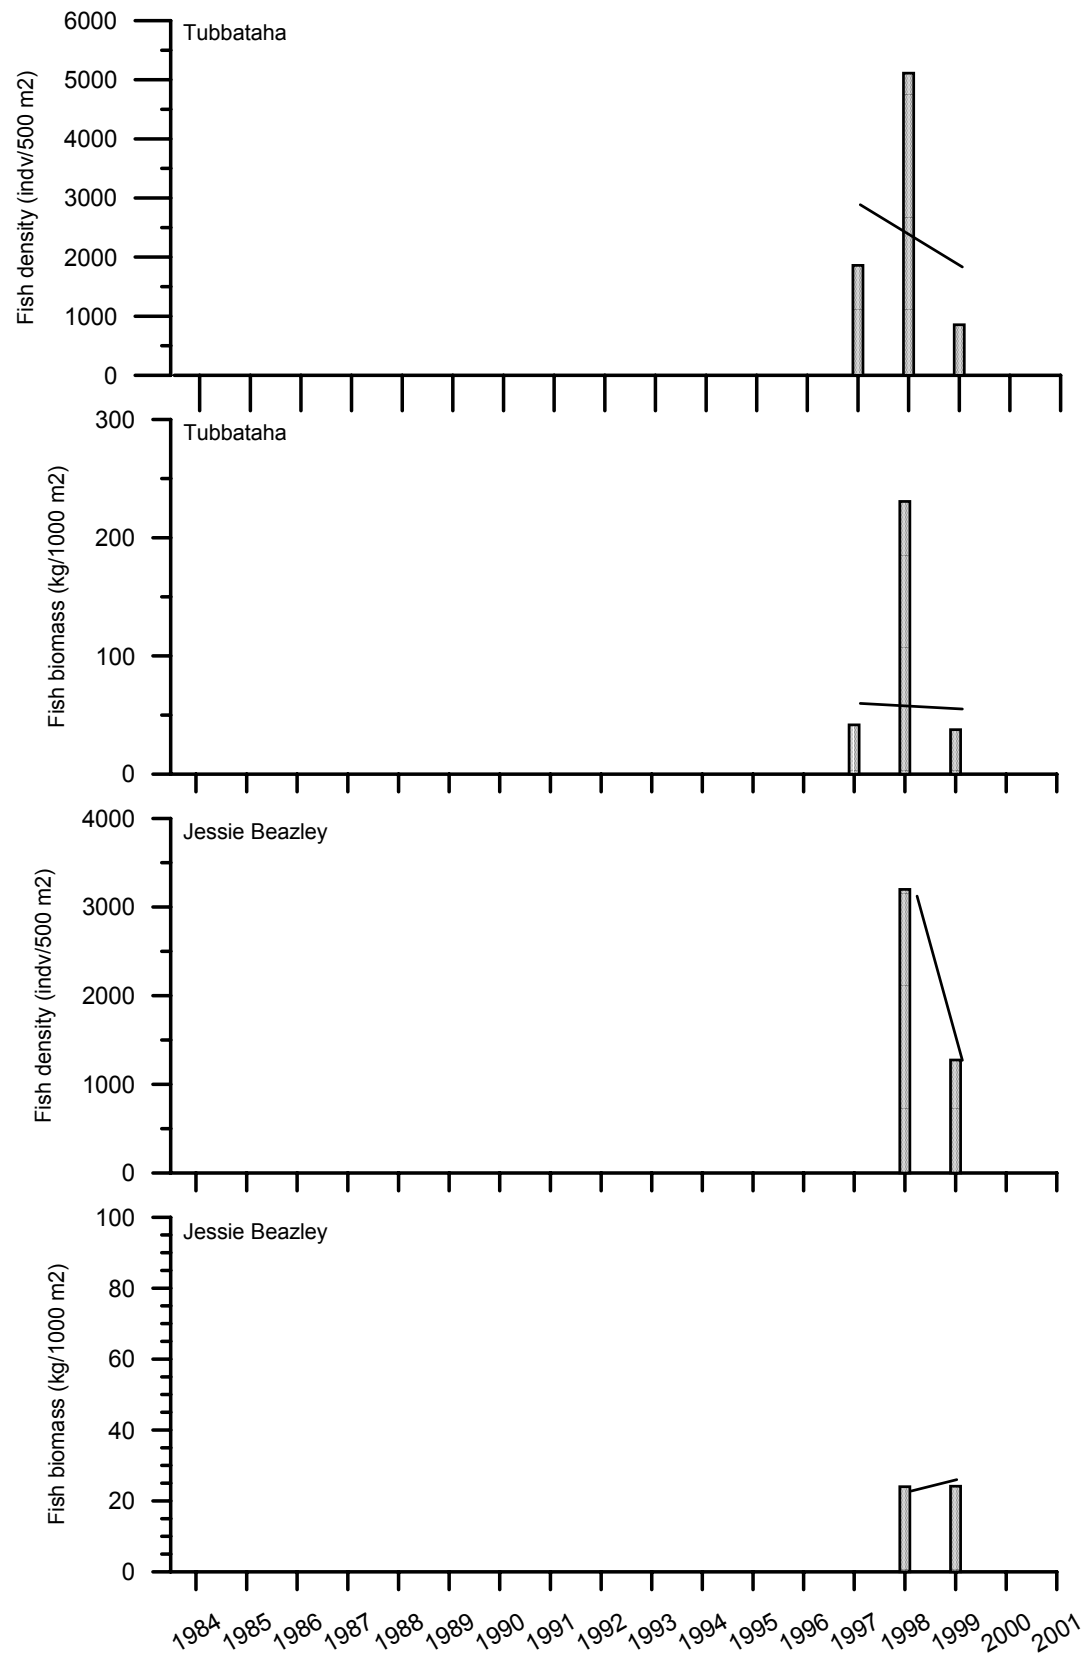 Tubbataha
Fish density (indv/500 m2)
6000
5000
4000
3000
2000
1000
0
Tubbataha
Fish biomass (kg/1000 m2)
300
200
100
0
Jessie Beazley
Fish density (indv/500 m2)
4000
3000
2000
1000
0
Jessie Beazley
Fish biomass (kg/1000 m2)
100
80
60
40
20
0
1984 1985 1986 1987 1988 1989 1990 1991 1992 1993 1994 1995 1996 1997 1998 1999 2000 2001